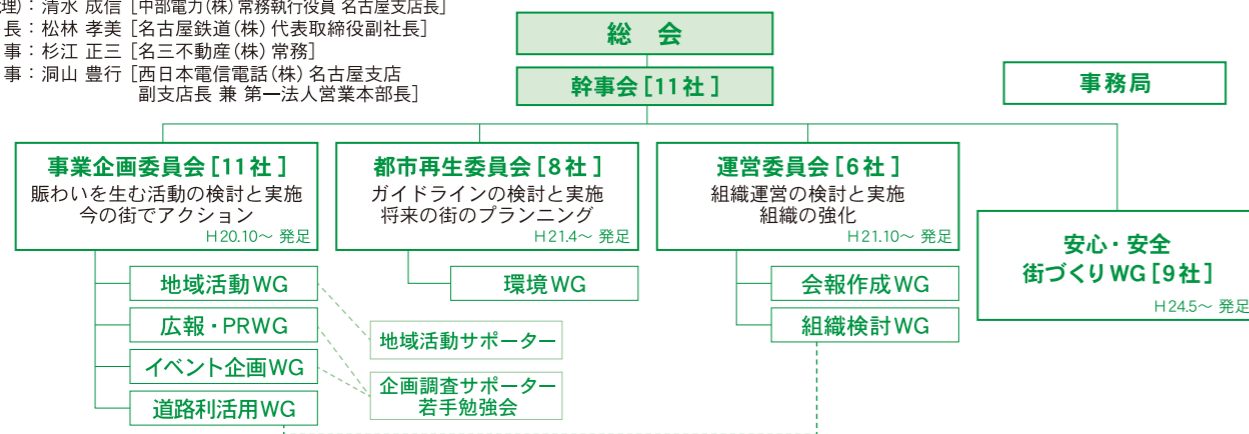 理）：清水 成信［中部電力（株）常務執行役員 名古屋支店長］
長：松林 孝美［名古屋鉄道（株）代表取締役副社長］
事：杉江 正三［名三不動産（株）常務］
事：洞山 豊行［西日本電信電話（株）名古屋支店
副支店長 兼 第一法人営業本部長］
総 会
幹事会［11社］
事務局
事業企画委員会［11社］
賑わいを生む活動の検討と実施
今の街でアクション
H20.10〜 発足
都市再生委員会［8社］
ガイドラインの検討と実施
将来の街のプランニング
H21.4〜 発足
運営委員会［6社］
組織運営の検討と実施
組織の強化
H21.10〜 発足
安心・安全
街づくりWG［9社］
H24.5〜 発足
地域活動WG
広報・PRWG
イベント企画WG
道路利活用WG
地域活動サポーター
企画調査サポーター
若手勉強会
環境WG
会報作成WG
組織検討WG